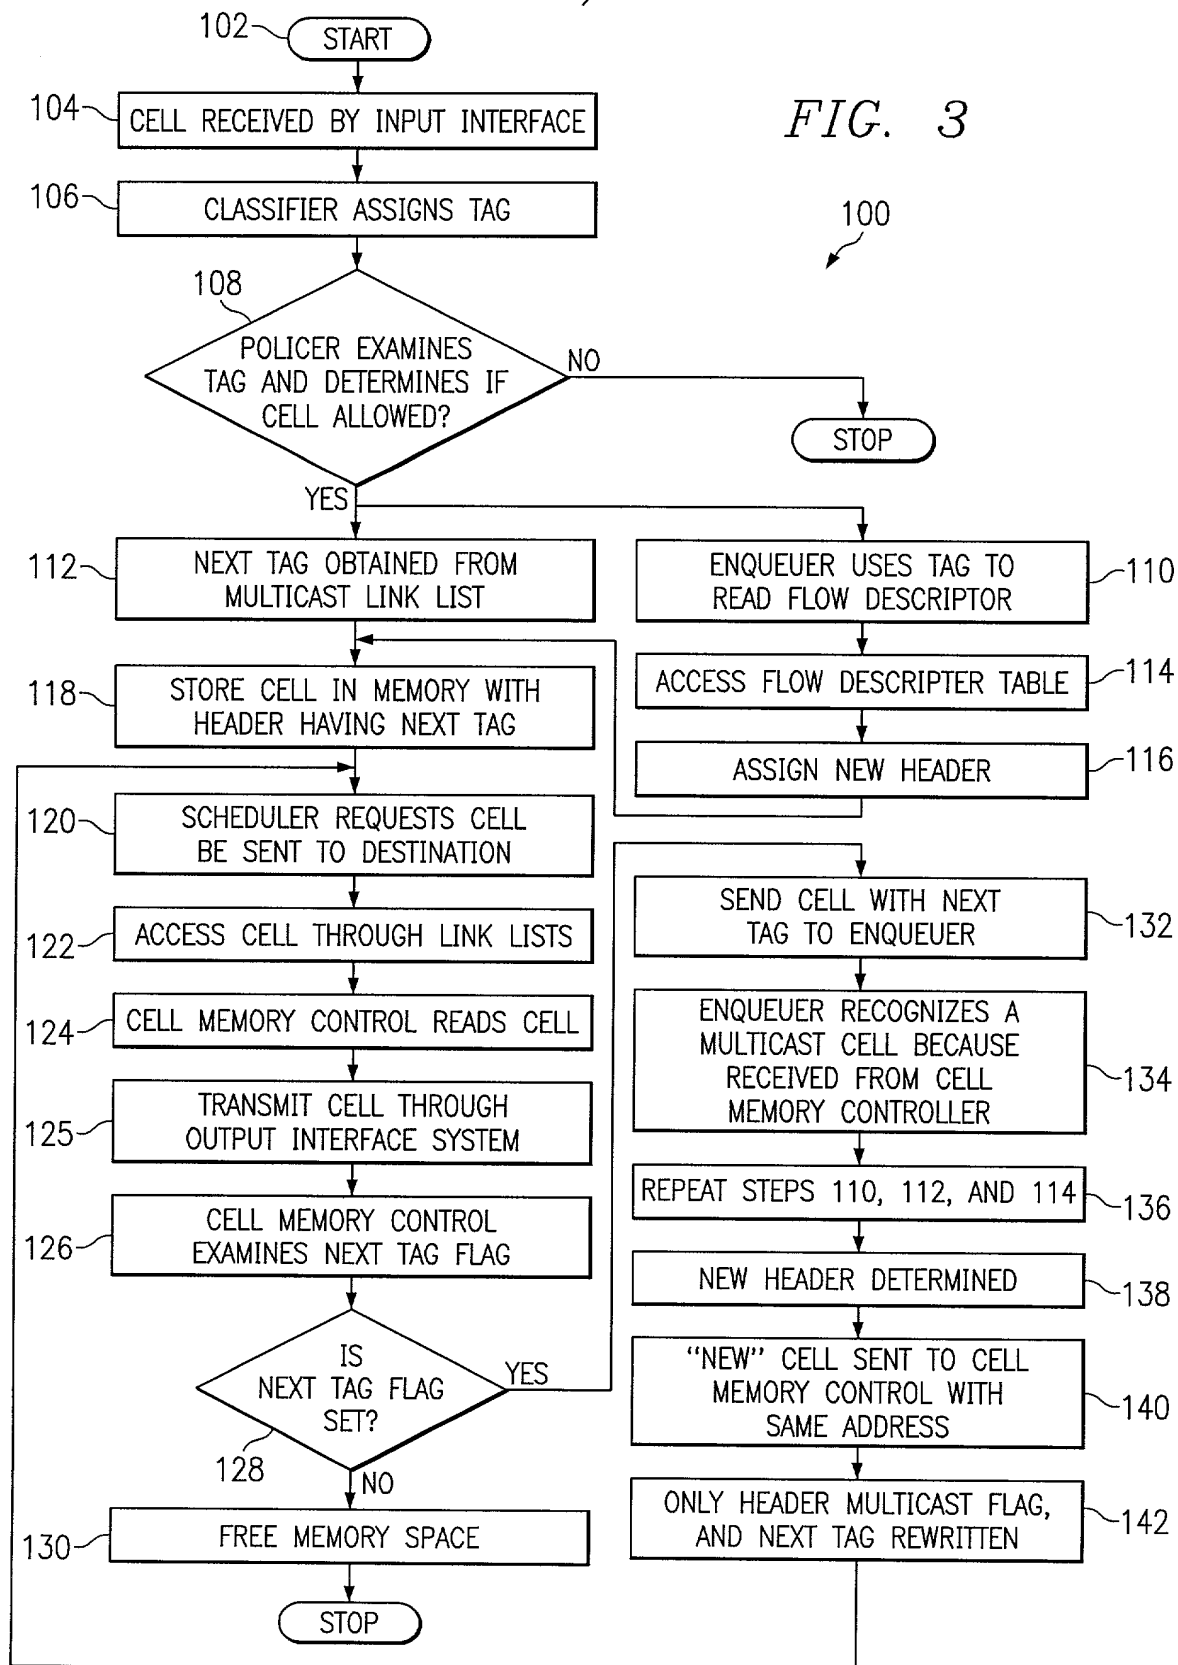 102
START
104
CELL RECEIVED BY INPUT INTERFACE
FIG. 3
106
CLASSIFIER ASSIGNS TAG
100
108
POLICER EXAMINES
TAG AND DETERMINES IF
CELL ALLOWED?
NO
STOP
YES
112
NEXT TAG OBTAINED FROM
MULTICAST LINK LIST
ENQUEUER USES TAG TO
READ FLOW DESCRIPTOR
110
118
STORE CELL IN MEMORY WITH
HEADER HAVING NEXT TAG
ACCESS FLOW DESCRIPTER TABLE
114
ASSIGN NEW HEADER
116
120
SCHEDULER REQUESTS CELL
BE SENT TO DESTINATION
122
ACCESS CELL THROUGH LINK LISTS
124
CELL MEMORY CONTROL READS CELL
125
TRANSMIT CELL THROUGH
OUTPUT INTERFACE SYSTEM
126
CELL MEMORY CONTROL
EXAMINES NEXT TAG FLAG
IS
NEXT TAG FLAG
SET?
YES
128
NO
130
FREE MEMORY SPACE
STOP
SEND CELL WITH NEXT
TAG TO ENQUEUER
132
ENQUEUER RECOGNIZES A
MULTICAST CELL BECAUSE
RECEIVED FROM CELL
MEMORY CONTROLLER
134
REPEAT STEPS 110, 112, AND 114
136
NEW HEADER DETERMINED
138
"NEW" CELL SENT TO CELL
MEMORY CONTROL WITH
SAME ADDRESS
140
ONLY HEADER MULTICAST FLAG,
AND NEXT TAG REWRITTEN
142